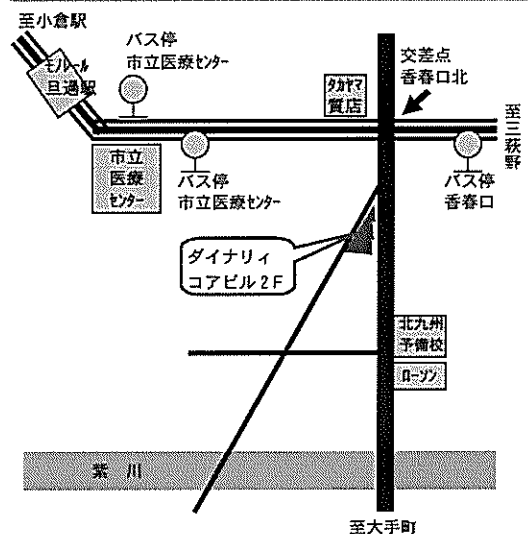 至小倉駅
バス停
市立医療センター
モノレール
旦過駅
タカヤマ
質店
交差点
香春口北
至三萩野
市立
医療
センター
バス停
市立医療センター
バス停
香春口
ダイナリィ
コアビル2F
北九州
予備校
ローソン
紫川
至大手町